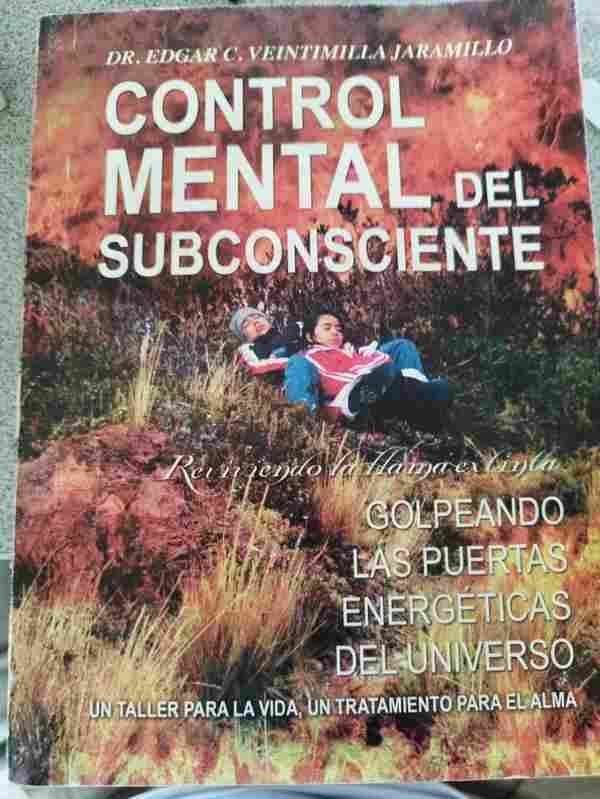 DR. EDGAR C. VEINTIMILLA JARAMILLO
CONTROL
MENTAL DEL
SUBCONSCIENTE
Reviviendo la llama extinta
GOLPEANDO
LAS PUERTAS
ENERGÉTICAS
DEL UNIVERSO
UN TALLER PARA LA VIDA, UN TRATAMIENTO PARA EL ALMA